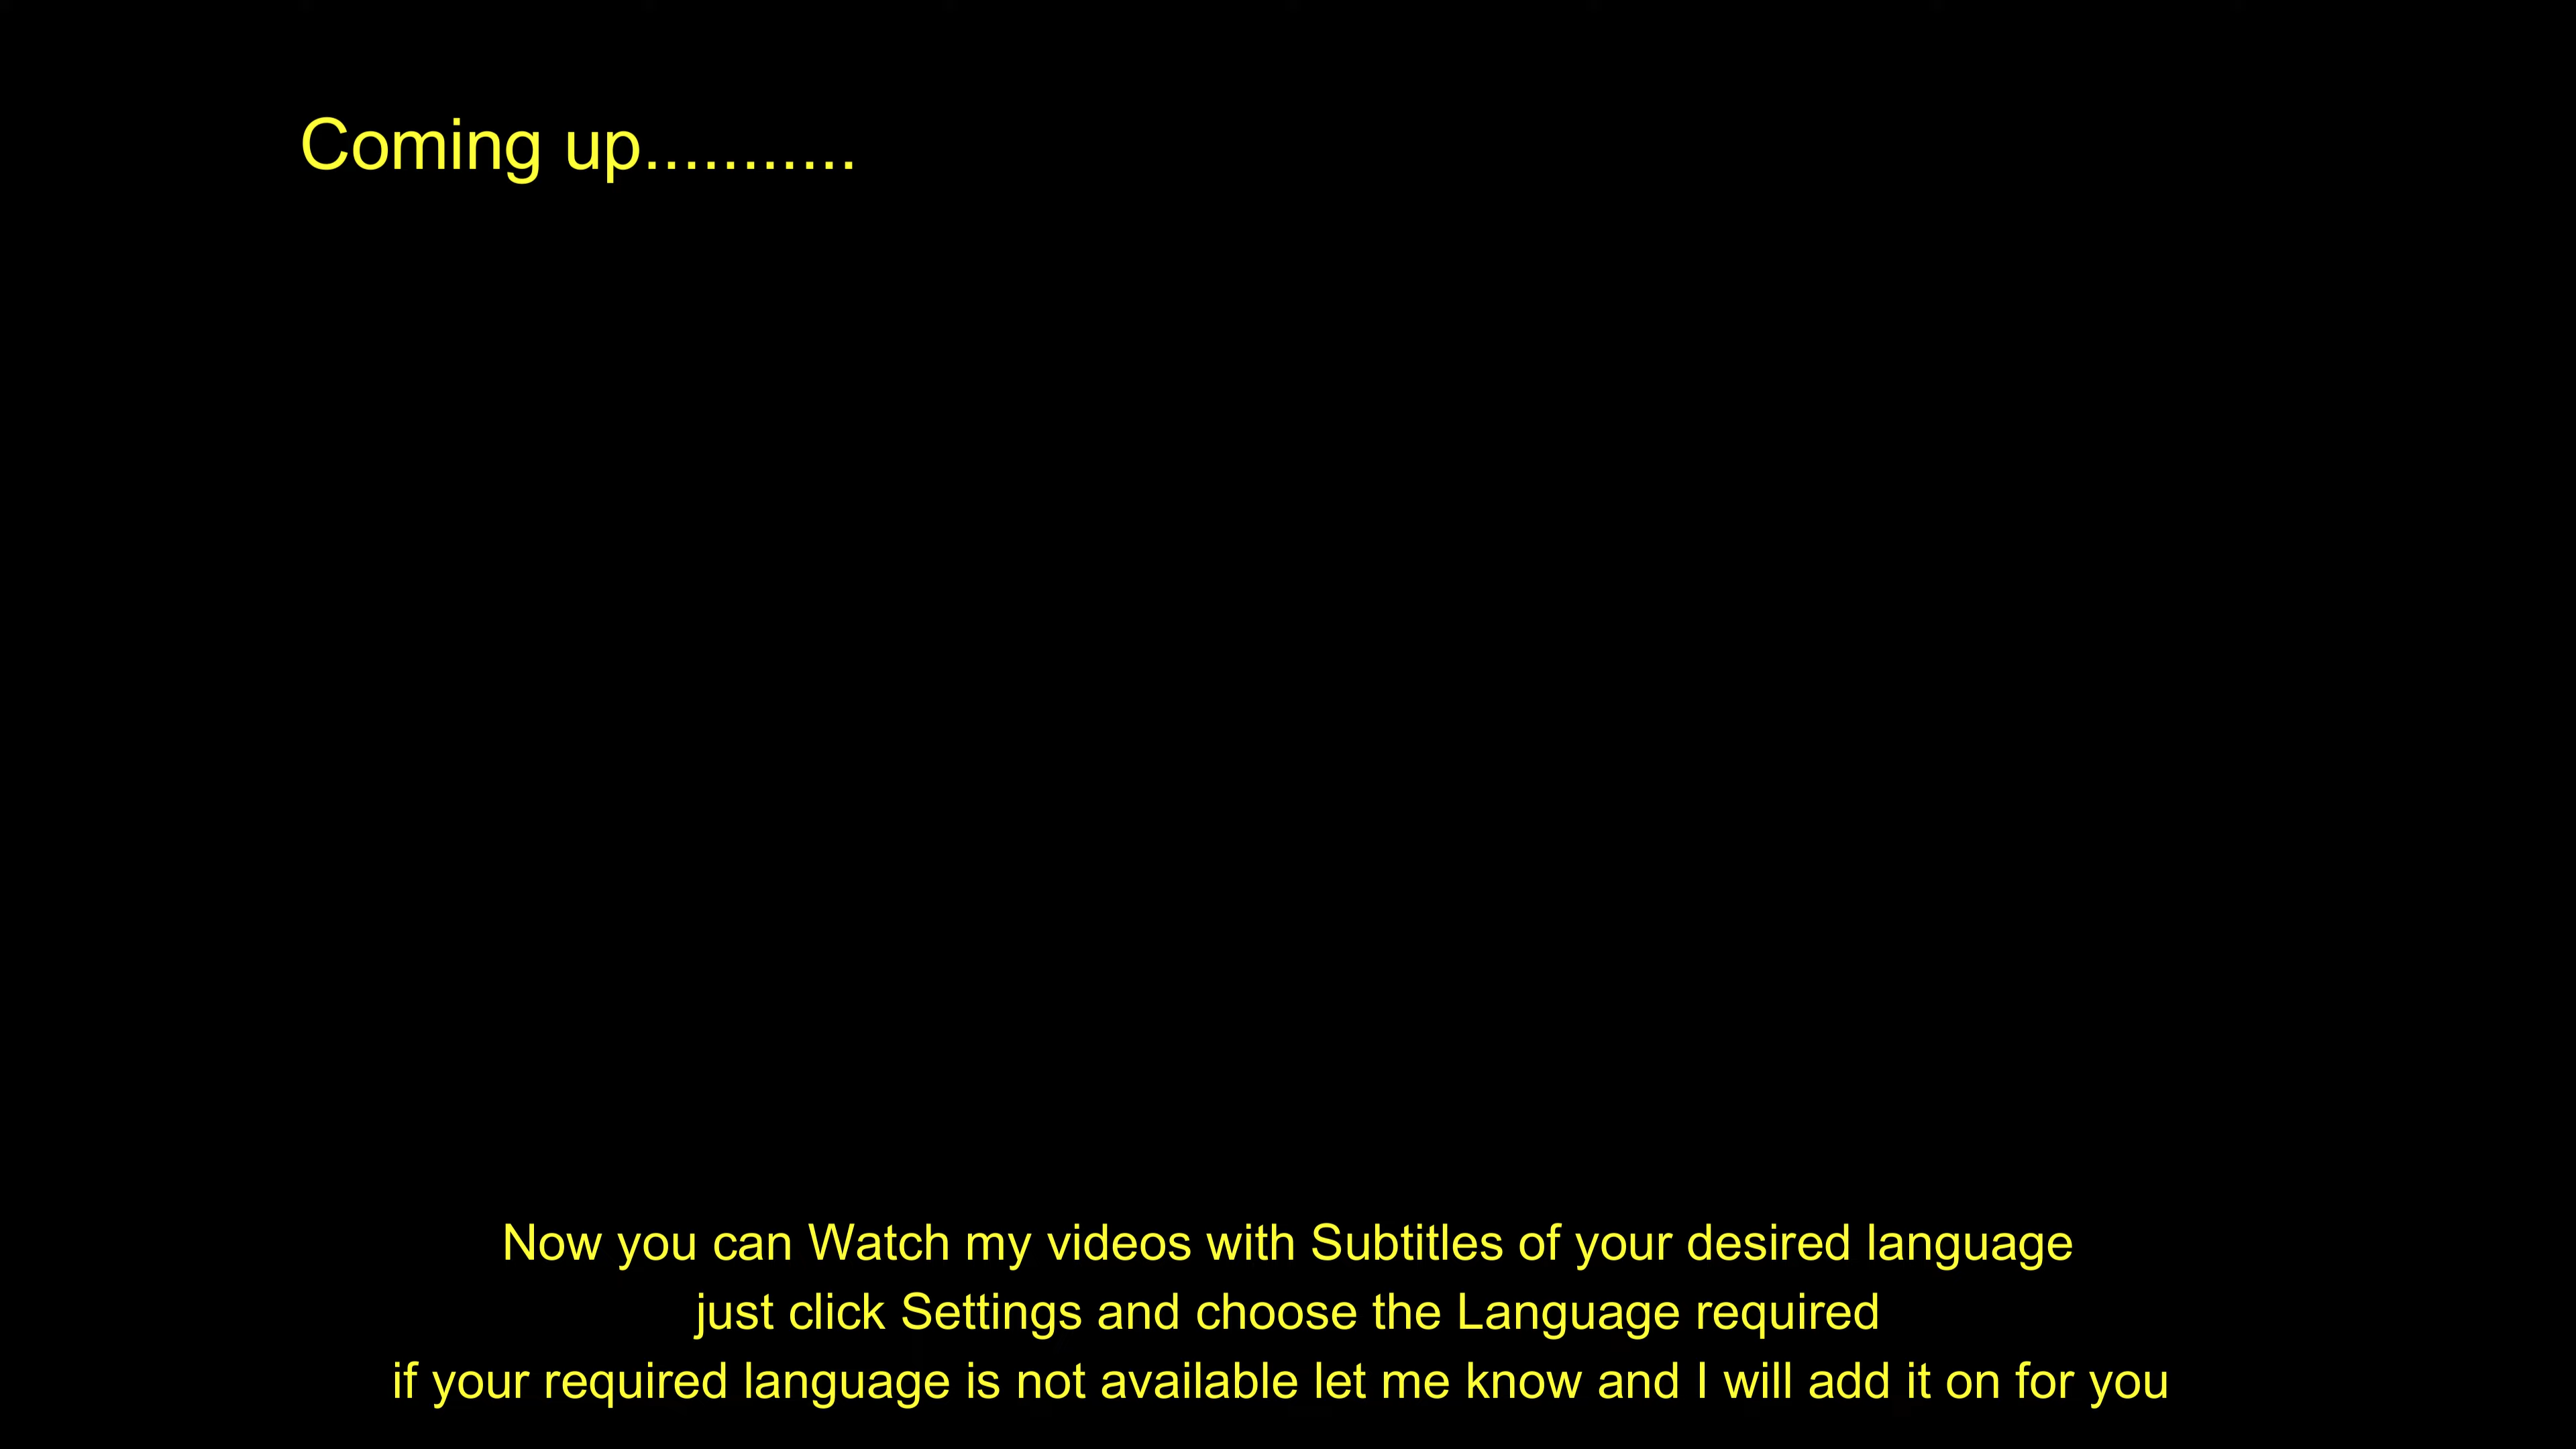 Coming up...........
Now you can Watch my videos with Subtitles of your desired language
just click Settings and choose the Language required
if your required language is not available let me know and I will add it on for you